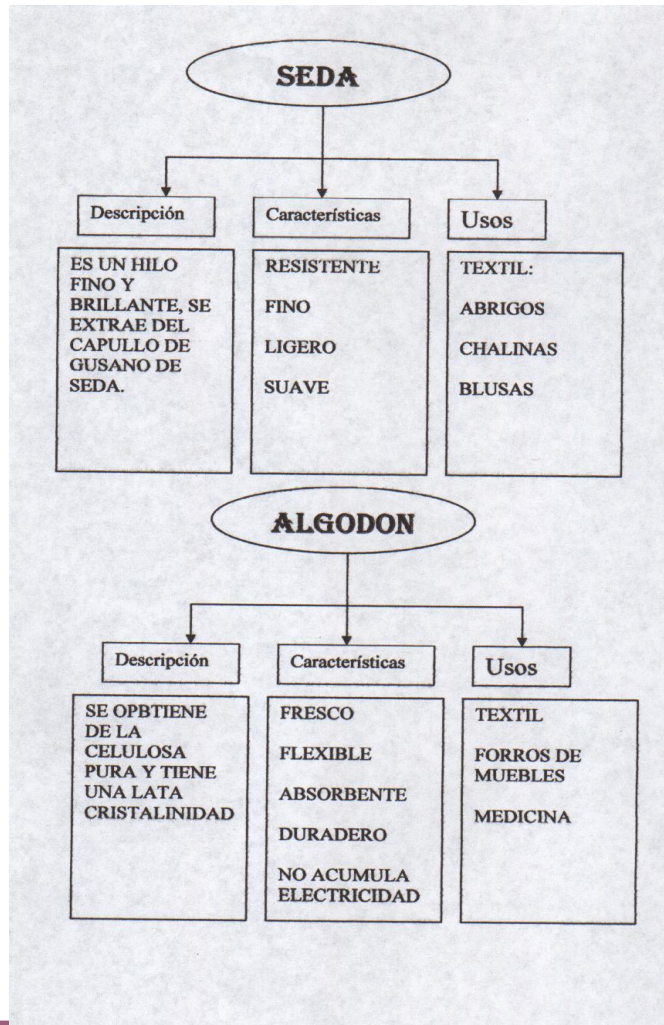 SEDA
Descripción
Características
Usos
ES UN HILO
FINO Y
BRILLANTE, SE
EXTRAE DEL
CAPULLO DE
GUSANO DE
SEDA.
RESISTENTE
FINO
LIGERO
SUAVE
TEXTIL:
ABRIGOS
CHALINAS
BLUSAS
ALGODON
Descripción
Características
Usos
SE OPBTIENE
DE LA
CELULOSA
PURA Y TIENE
UNA LATA
CRISTALINIDAD
FRESCO
FLEXIBLE
ABSORBENTE
DURADERO
NO ACUMULA
ELECTRICIDAD
TEXTIL
FORROS DE
MUEBLES
MEDICINA